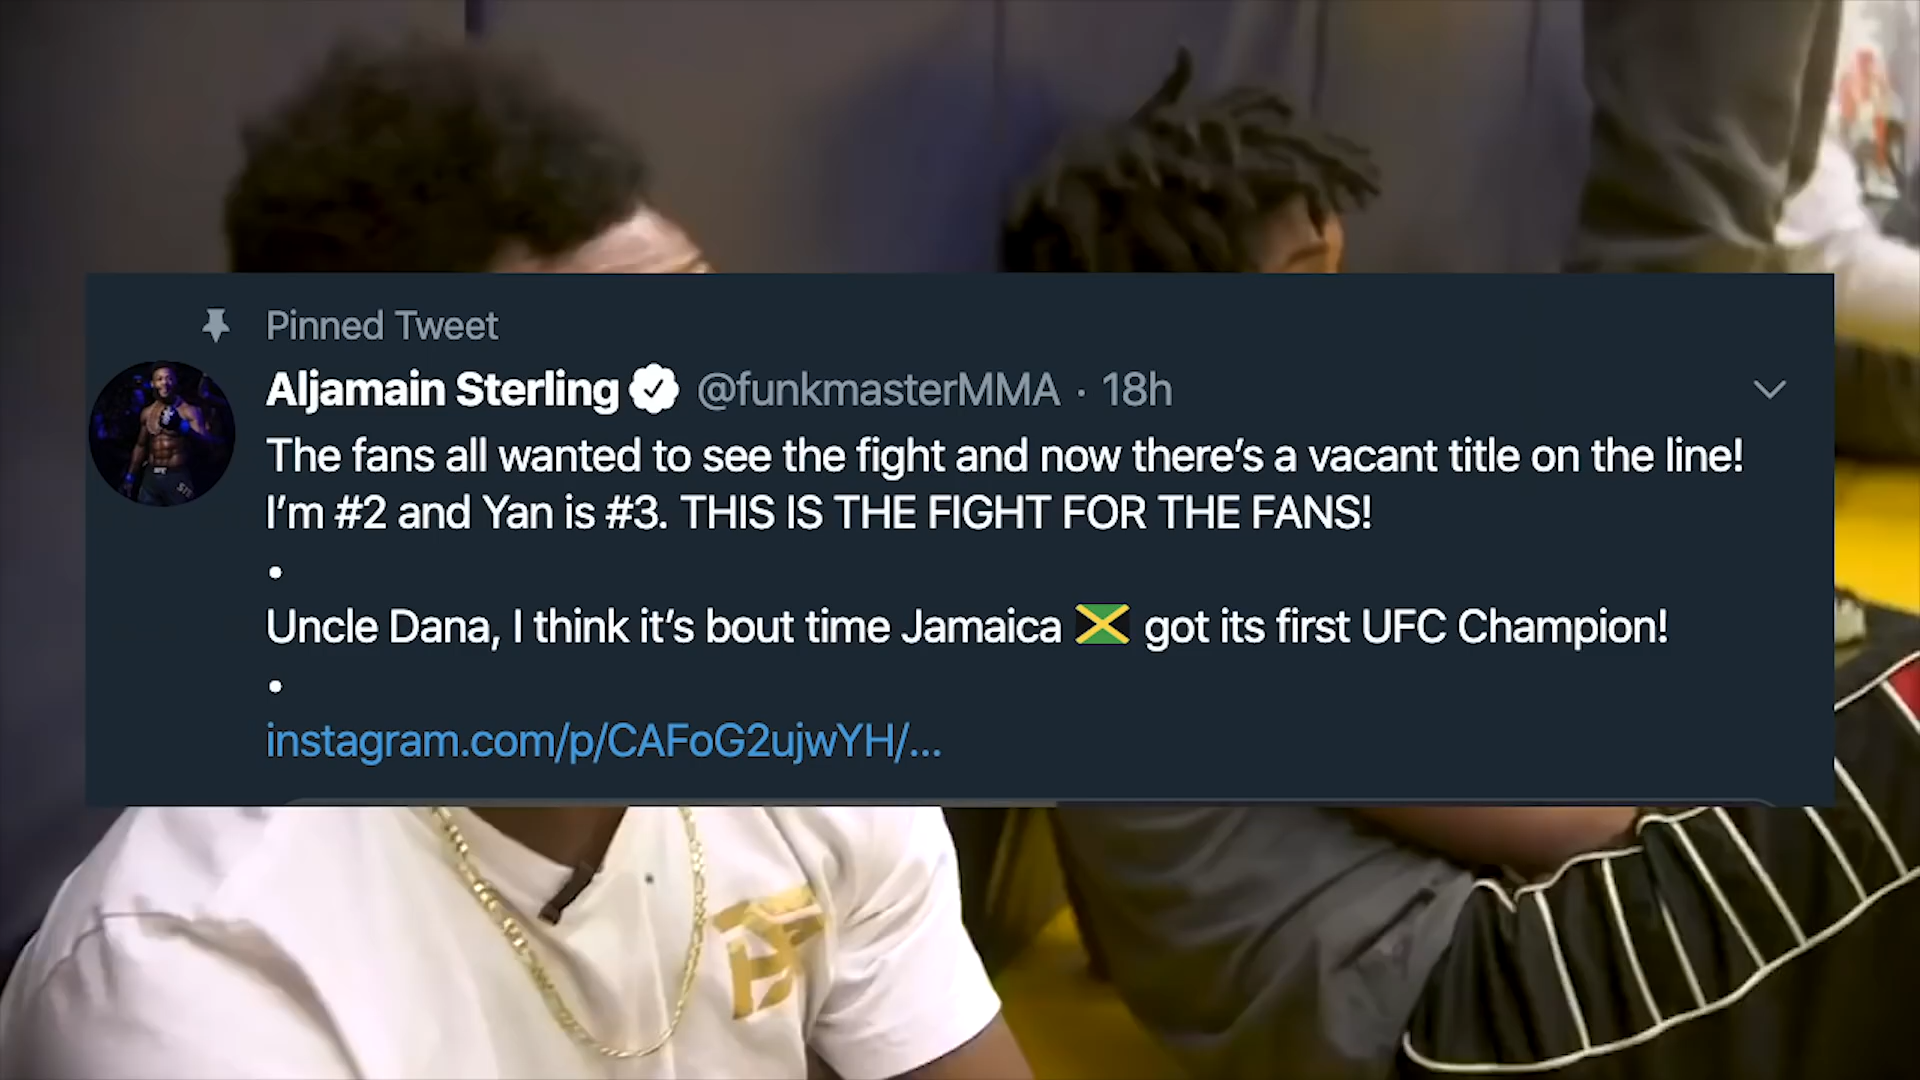 Pinned Tweet
Aljamain Sterling @funkmasterMMA · 18h
The fans all wanted to see the fight and now there’s a vacant title on the line!
I’m #2 and Yan is #3. THIS IS THE FIGHT FOR THE FANS!
•
Uncle Dana, I think it’s bout time Jamaica 🇯🇲 got its first UFC Champion!
•
instagram.com/p/CAFoG2ujwYH/...